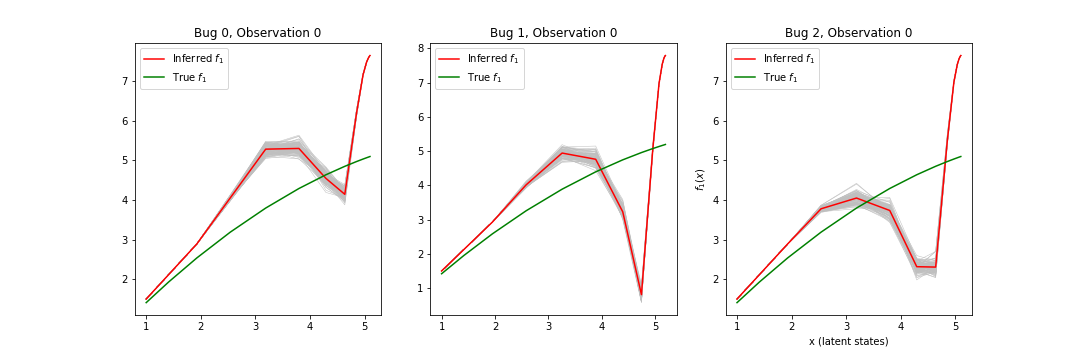 Bug 0, Observation 0
Inferred f₁
True f₁
7
6
5
4
3
2
1 2 3 4 5
Bug 1, Observation 0
Inferred f₁
True f₁
8
7
6
5
4
3
2
1
1 2 3 4 5
Bug 2, Observation 0
Inferred f₁
True f₁
f₁(x)
7
6
5
4
3
2
1 2 3 4 5
x (latent states)